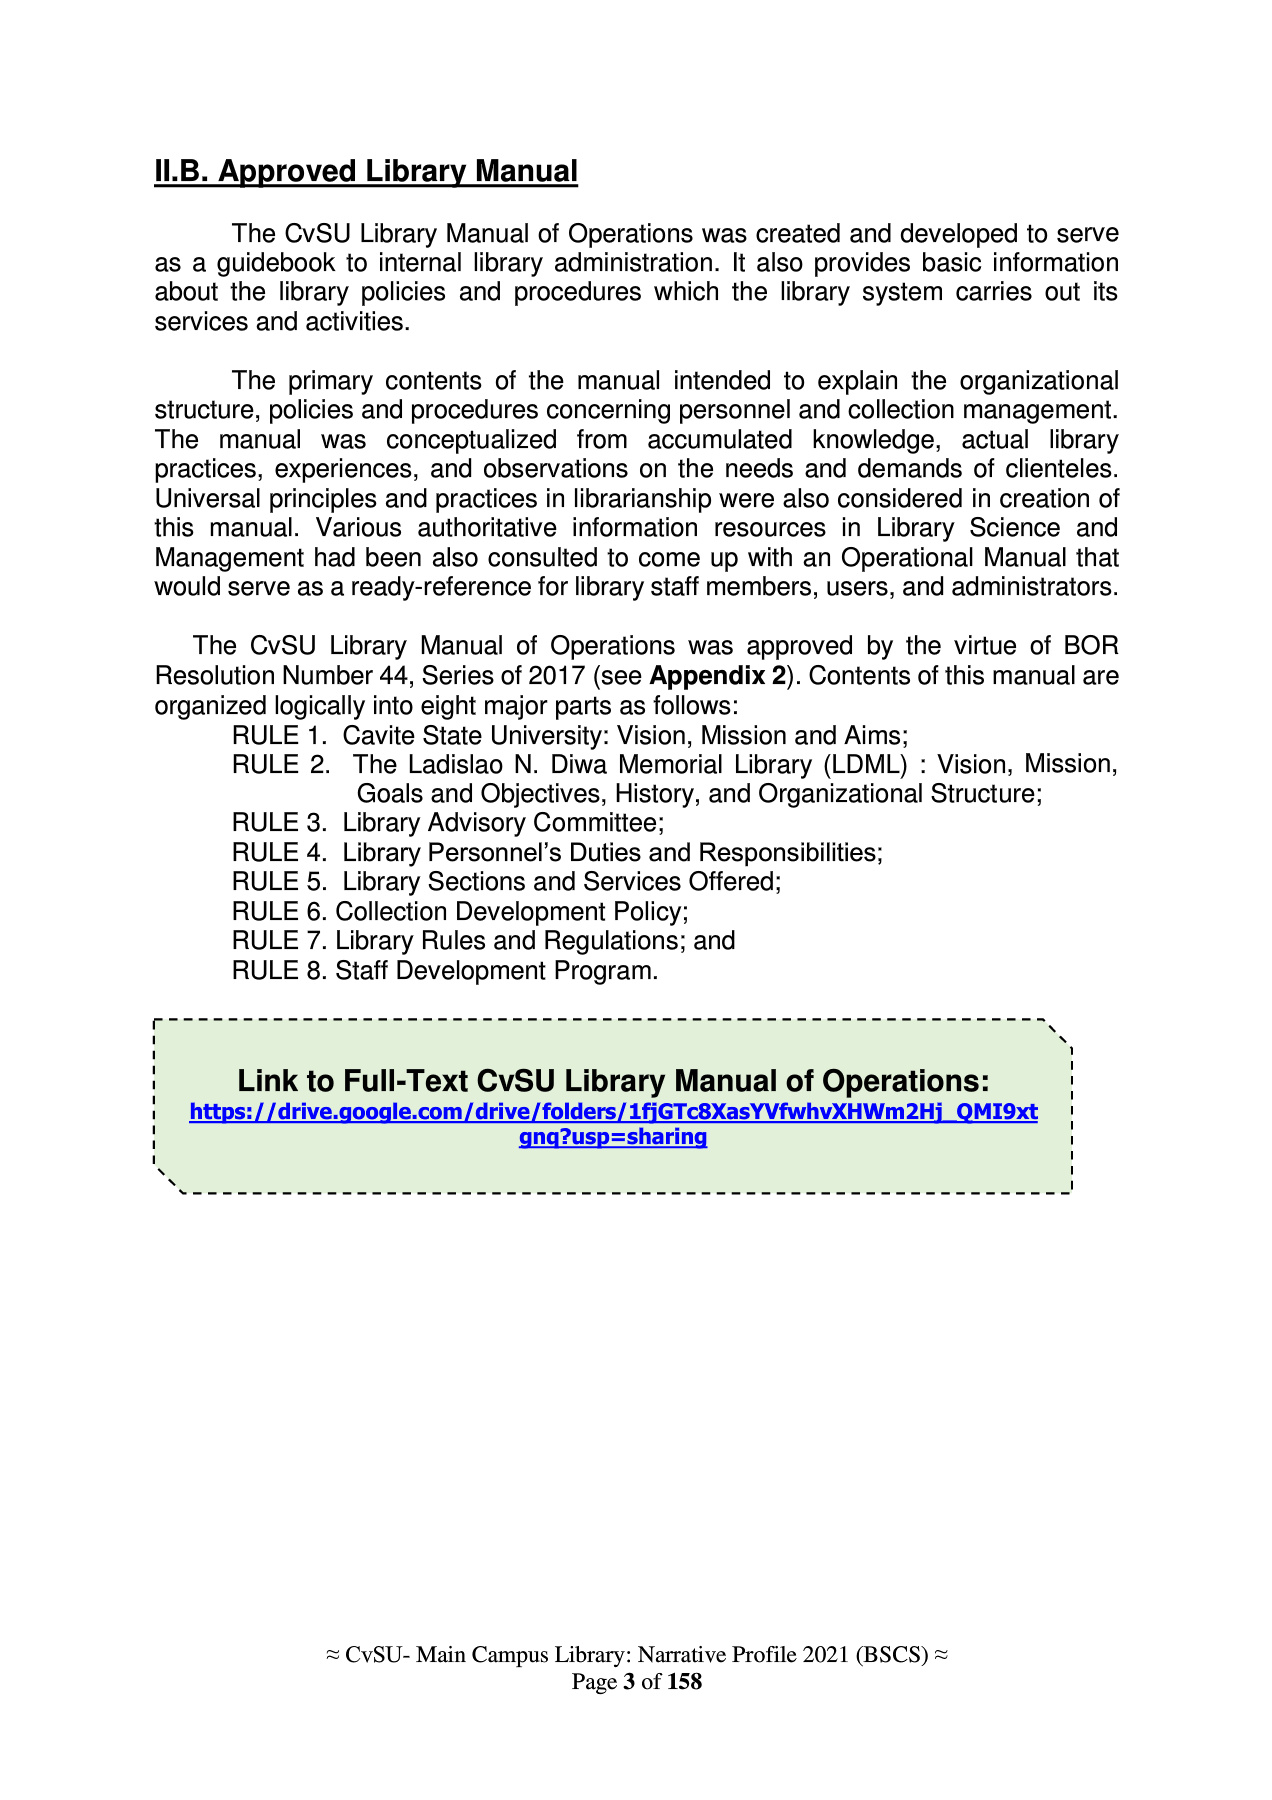 II.B. Approved Library Manual
The CvSU Library Manual of Operations was created and developed to serve
as a guidebook to internal library administration. It also provides basic information
about the library policies and procedures which the library system carries out its
services and activities.
The primary contents of the manual intended to explain the organizational
structure, policies and procedures concerning personnel and collection management.
The manual was conceptualized from accumulated knowledge, actual library
practices, experiences, and observations on the needs and demands of clienteles.
Universal principles and practices in librarianship were also considered in creation of
this manual. Various authoritative information resources in Library Science and
Management had been also consulted to come up with an Operational Manual that
would serve as a ready-reference for library staff members, users, and administrators.
The CvSU Library Manual of Operations was approved by the virtue of BOR
Resolution Number 44, Series of 2017 (see Appendix 2). Contents of this manual are
organized logically into eight major parts as follows:
RULE 1. Cavite State University: Vision, Mission and Aims;
RULE 2. The Ladislao N. Diwa Memorial Library (LDML) : Vision, Mission,
Goals and Objectives, History, and Organizational Structure;
RULE 3. Library Advisory Committee;
RULE 4. Library Personnel’s Duties and Responsibilities;
RULE 5. Library Sections and Services Offered;
RULE 6. Collection Development Policy;
RULE 7. Library Rules and Regulations; and
RULE 8. Staff Development Program.
Link to Full-Text CvSU Library Manual of Operations:
https://drive.google.com/drive/folders/1fjGTc8XasYVfwhvXHWm2Hj_QMI9xt
gnq?usp=sharing
≈ CvSU- Main Campus Library: Narrative Profile 2021 (BSCS) ≈
Page 3 of 158